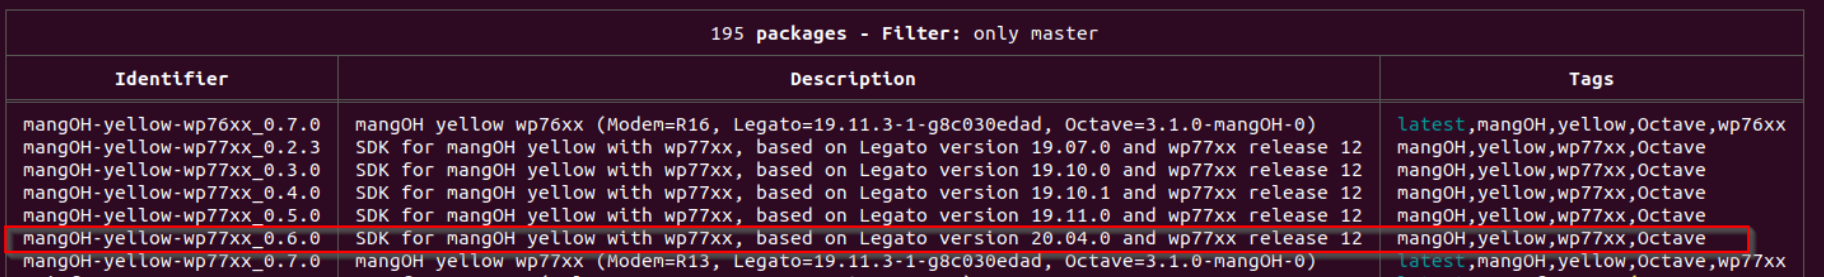 195 packages - Filter: only master
Identifier Description Tags
mangOH-yellow-wp76xx_0.7.0 mangOH yellow wp76xx (Modem=R16, Legato=19.11.3-1-g8c030edad, Octave=3.1.0-mangOH-0) latest,mangOH,yellow,Octave,wp76xx
mangOH-yellow-wp77xx_0.2.3 SDK for mangOH yellow with wp77xx, based on Legato version 19.07.0 and wp77xx release 12 mangOH,yellow,wp77xx,Octave
mangOH-yellow-wp77xx_0.3.0 SDK for mangOH yellow with wp77xx, based on Legato version 19.10.0 and wp77xx release 12 mangOH,yellow,wp77xx,Octave
mangOH-yellow-wp77xx_0.4.0 SDK for mangOH yellow with wp77xx, based on Legato version 19.10.1 and wp77xx release 12 mangOH,yellow,wp77xx,Octave
mangOH-yellow-wp77xx_0.5.0 SDK for mangOH yellow with wp77xx, based on Legato version 19.11.0 and wp77xx release 12 mangOH,yellow,wp77xx,Octave
mangOH-yellow-wp77xx_0.6.0 SDK for mangOH yellow with wp77xx, based on Legato version 20.04.0 and wp77xx release 12 mangOH,yellow,wp77xx,Octave
mangOH-yellow-wp77xx_0.7.0 mangOH yellow wp77xx (Modem=R13, Legato=19.11.3-1-g8c030edad, Octave=3.1.0-mangOH-0) latest,mangOH,yellow,Octave,wp77xx